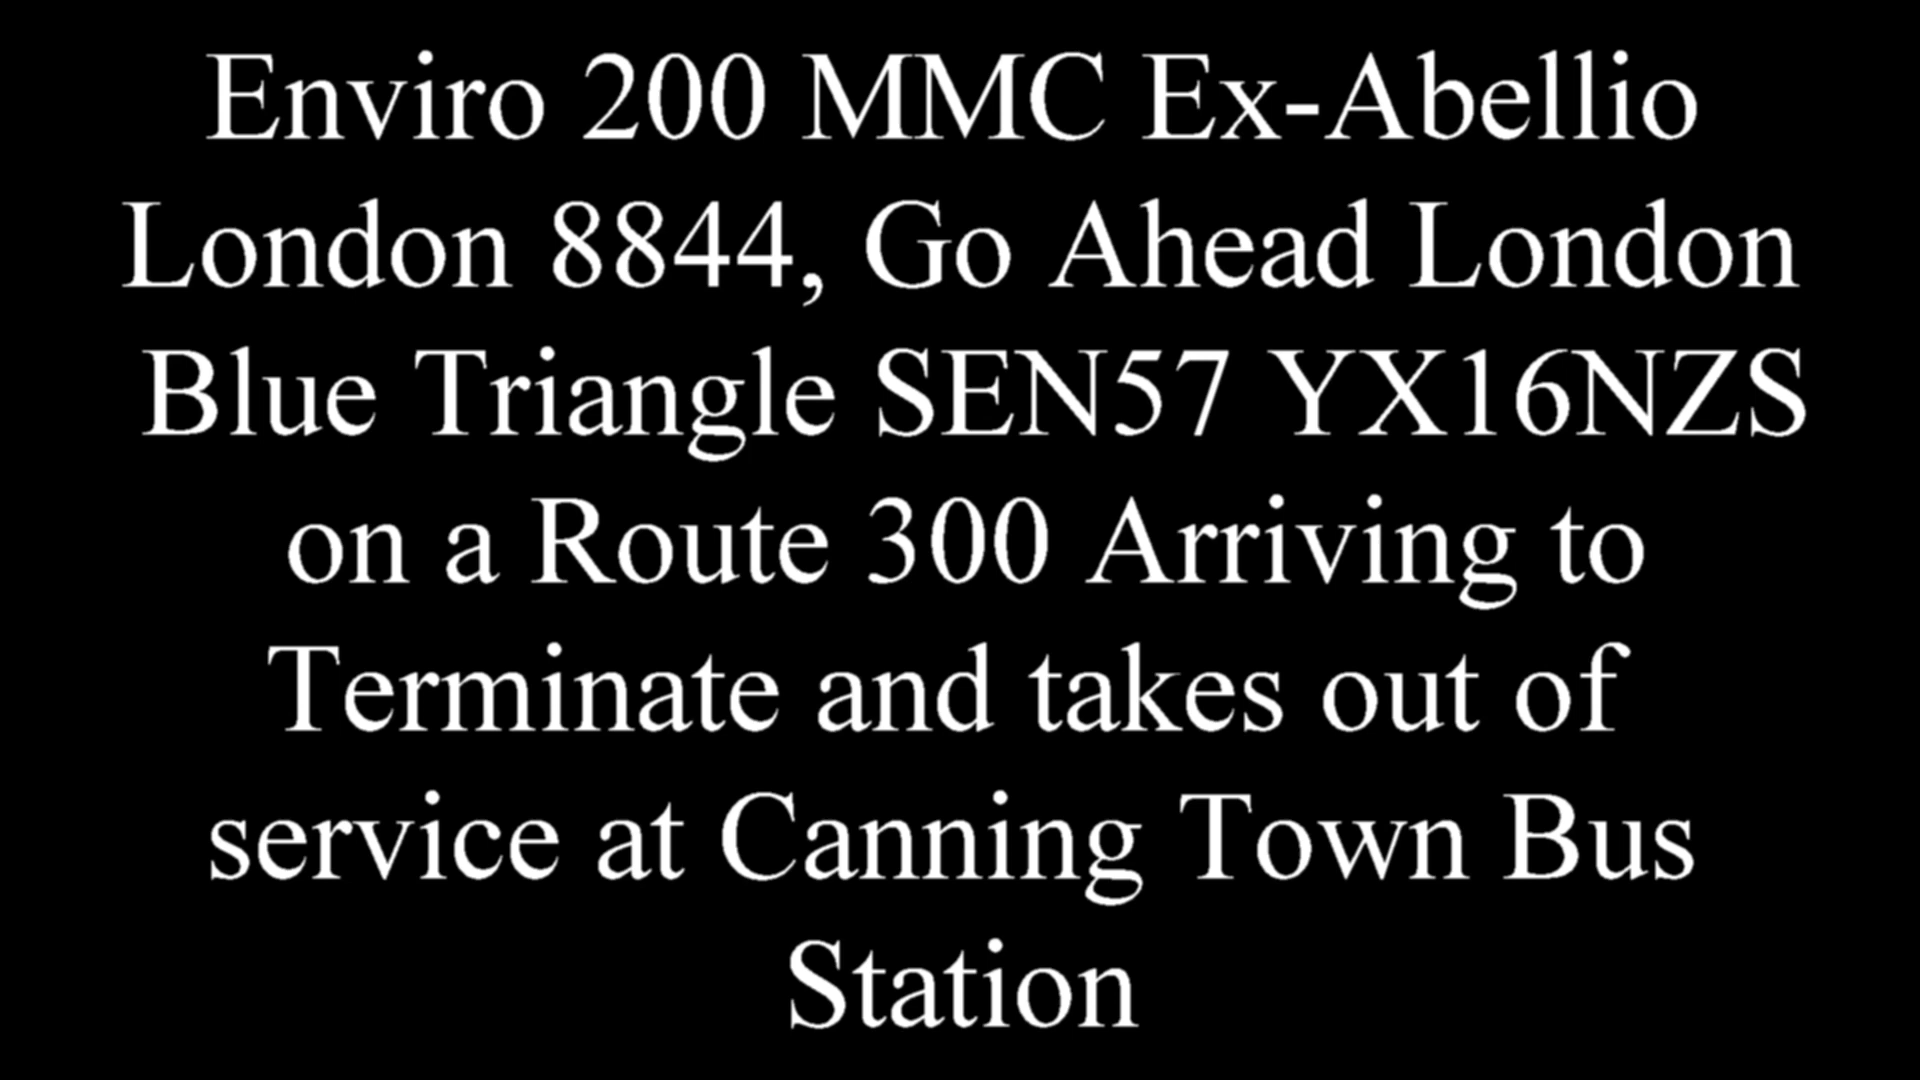 Enviro 200 MMC Ex-Abellio
London 8844, Go Ahead London
Blue Triangle SEN57 YX16NZS
on a Route 300 Arriving to
Terminate and takes out of
service at Canning Town Bus
Station